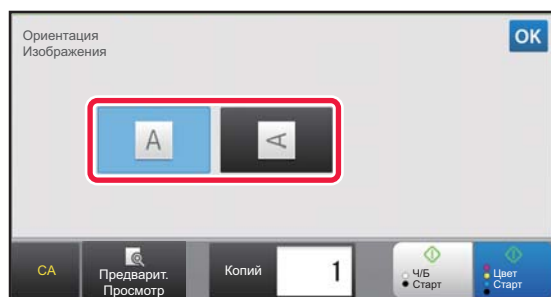 Ориентация
Изображения
OK
A
A
CA
Предварит.
Просмотр
Копий
1
Ч/Б
Старт
Цвет
Старт